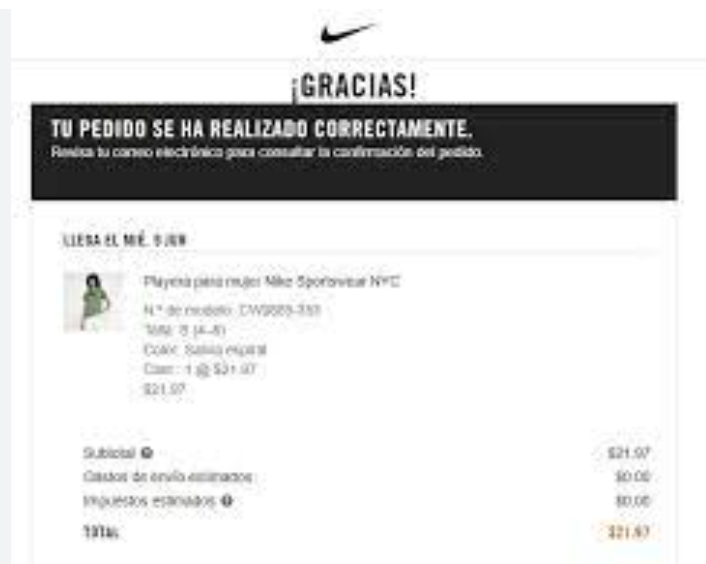 ¡GRACIAS!
TU PEDIDO SE HA REALIZADO CORRECTAMENTE.
Revisa tu correo electrónico para consultar la confirmación del pedido.
LLEGA EL MIÉ. 9 JUN
Playera para mujer Nike Sportswear NYC
N.º de modelo:
Talla: S (4-6)
Color: Salvia espiral
Cant.: 1 @ $21.97
$21.97
Subtotal $21.97
Gastos de envío estimados $0.00
Impuestos estimados $0.00
TOTAL $21.97